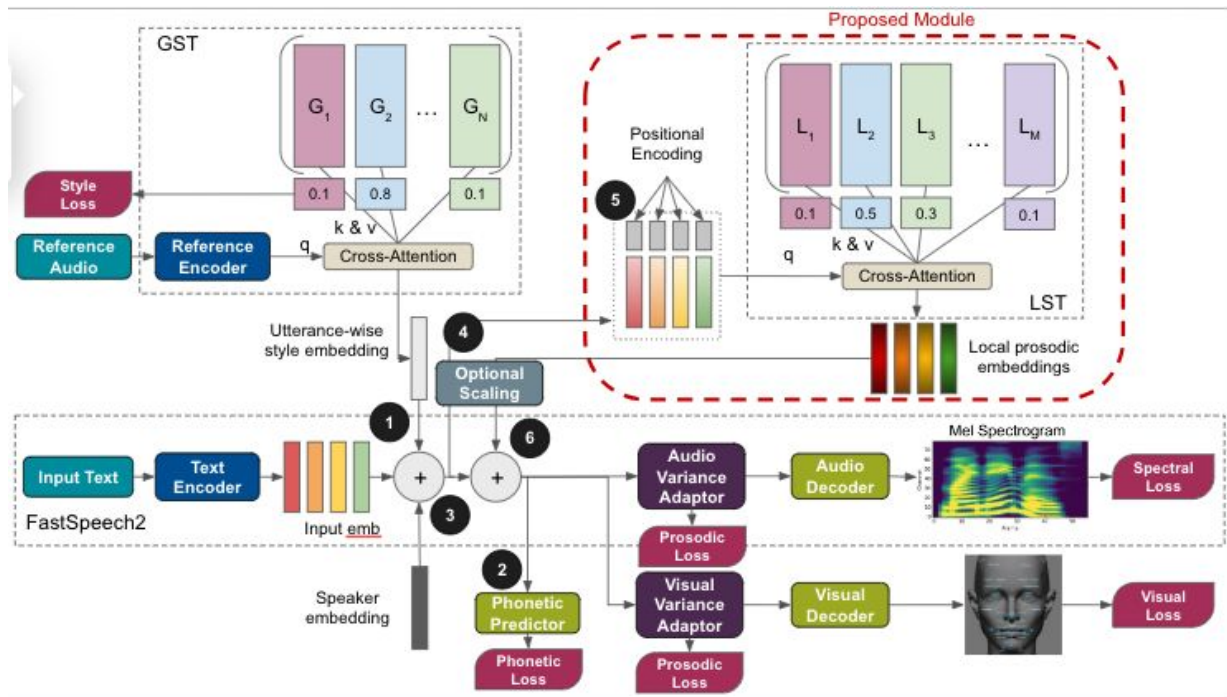 Proposed Module
GST
G1
G2
...
GN
0.1
0.8
0.1
k & v
Style
Loss
Reference
Audio
Reference
Encoder
q
Cross-Attention
Positional
Encoding
5
L1
L2
L3
...
LM
0.1
0.5
0.3
0.1
k & v
q
Cross-Attention
LST
Utterance-wise
style embedding
4
Optional
Scaling
Local prosodic
embeddings
1
6
Input Text
Text
Encoder
Input emb
FastSpeech2
+
3
+
Audio
Variance
Adaptor
Prosodic
Loss
Audio
Decoder
Mel Spectrogram
Spectral
Loss
Speaker
embedding
2
Phonetic
Predictor
Phonetic
Loss
Visual
Variance
Adaptor
Prosodic
Loss
Visual
Decoder
Visual
Loss